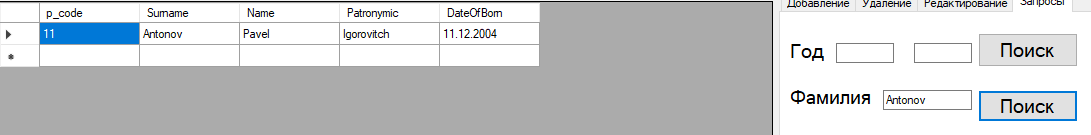 p_code Surname Name Patronymic DateOfBorn
11 Antonov Pavel Igorovitch 11.12.2004
Добавление Удаление Редактирование Запросы
Год Поиск
Фамилия Antonov Поиск